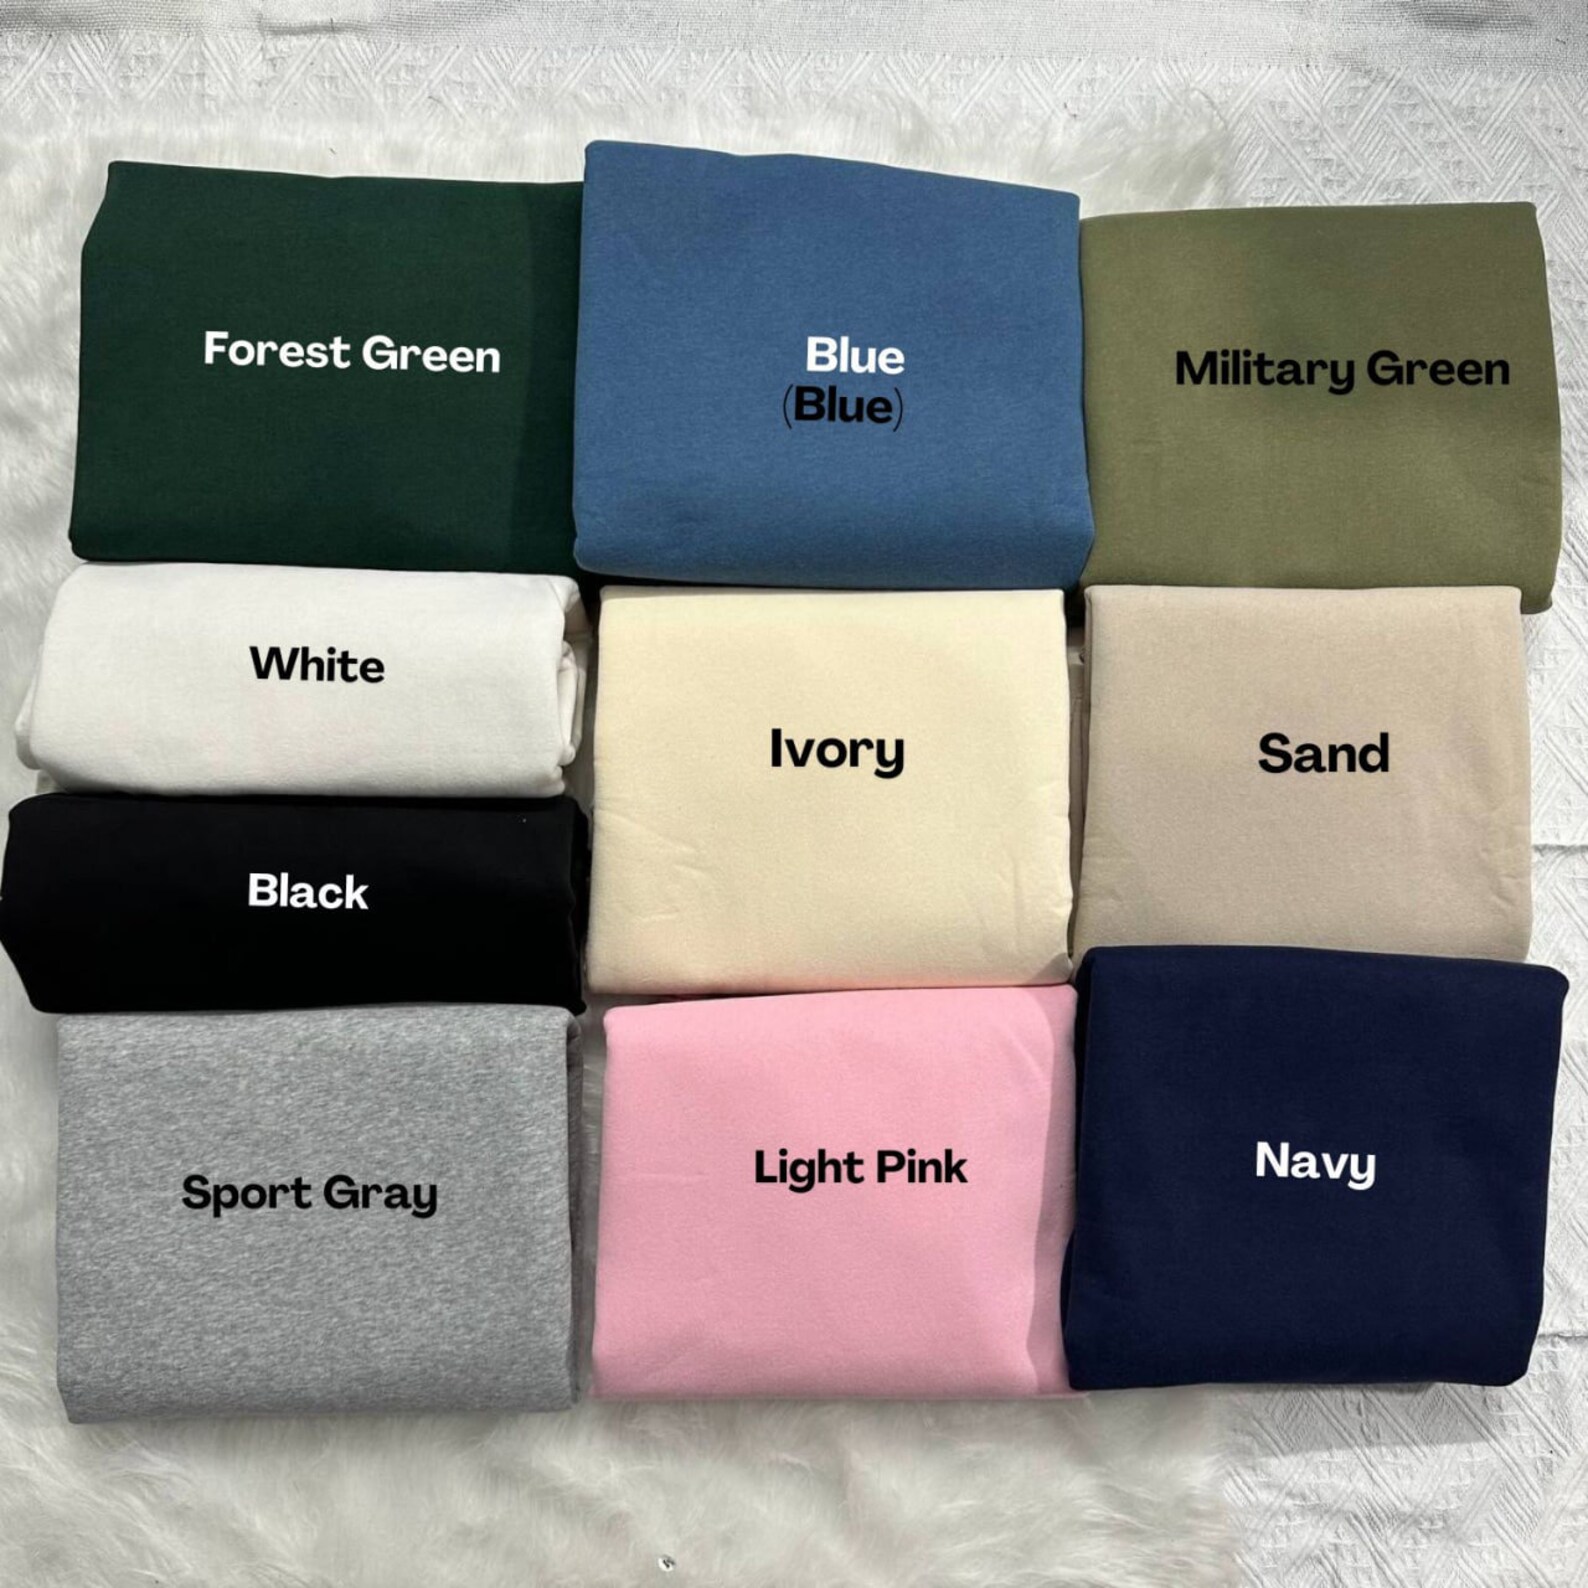 Forest Green
Blue
(Blue)
Military Green
White
Ivory
Sand
Black
Sport Gray
Light Pink
Navy